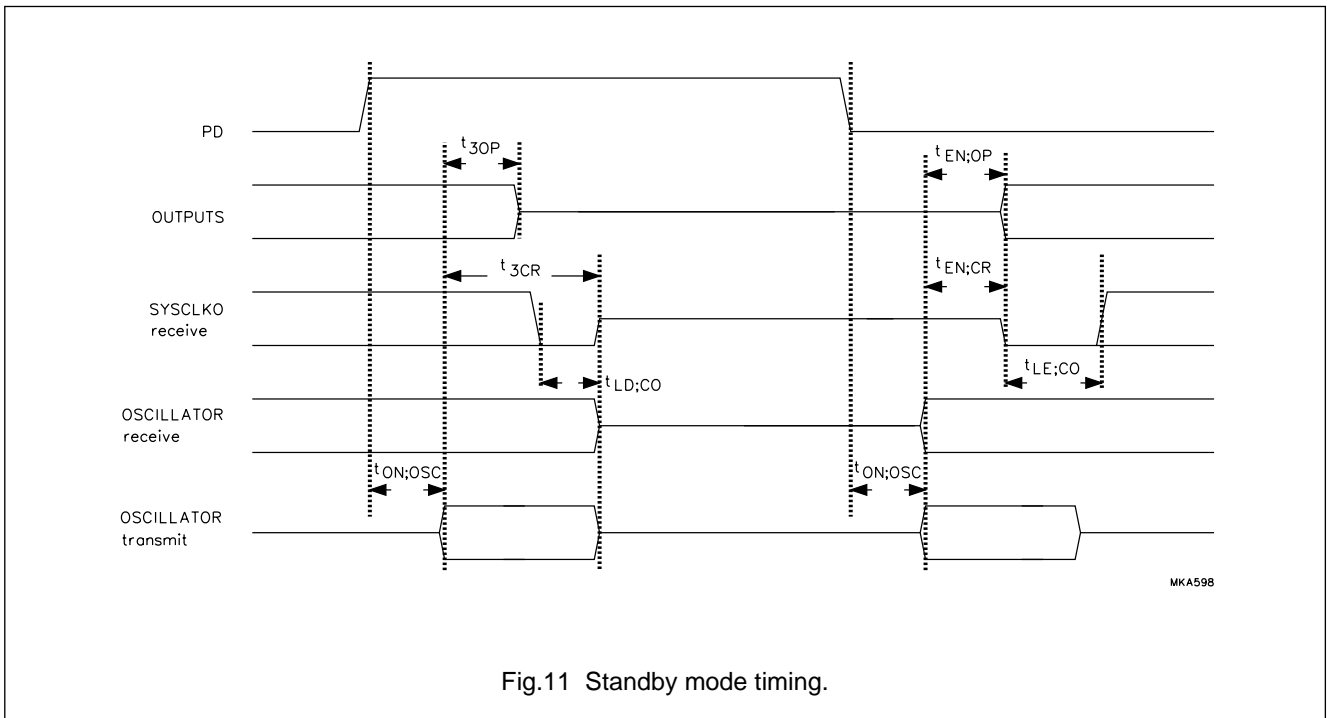 PD
t3OP
tEN;OP
OUTPUTS
t3CR
tEN;CR
SYSCLKO
receive
tLD;CO
tLE;CO
OSCILLATOR
receive
tON;OSC
tON;OSC
OSCILLATOR
transmit
MKA598
Fig.11 Standby mode timing.